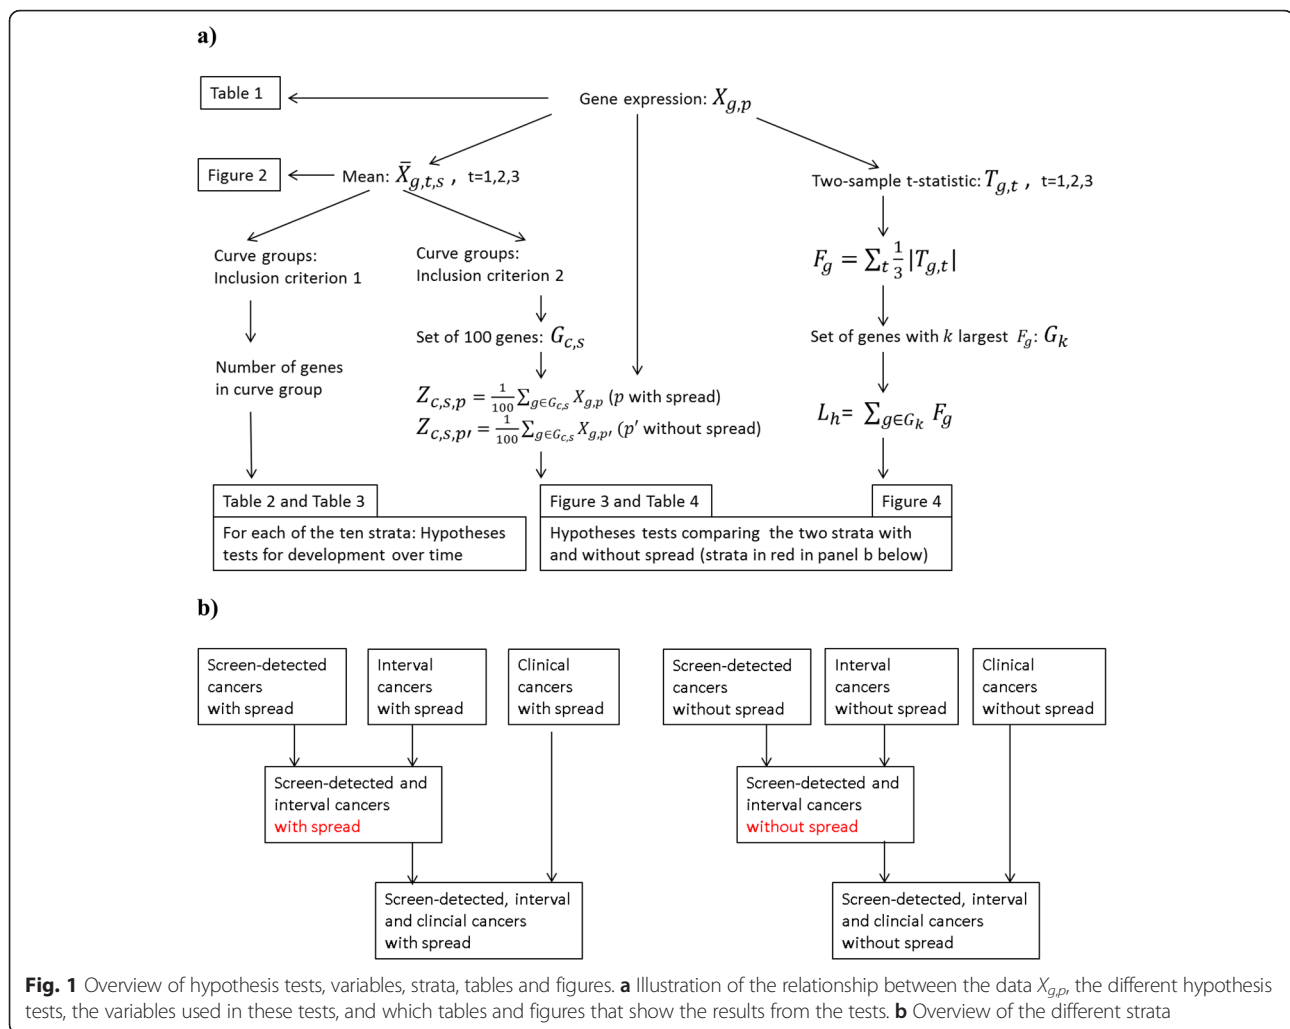 a)
Table 1
Gene expression: X_{g,p}
Figure 2
Mean: X̄_{g,t,s} , t=1,2,3
Two-sample t-statistic: T_{g,t} , t=1,2,3
Curve groups:
Inclusion criterion 1
Curve groups:
Inclusion criterion 2
F_g = ∑_t 1/3 |T_{g,t}|
Set of 100 genes: G_{c,s}
Set of genes with k largest F_g: G_k
Number of genes
in curve group
Z_{c,s,p} = 1/100 ∑_{g∈G_{c,s}} X_{g,p} (p with spread)
Z_{c,s,p′} = 1/100 ∑_{g∈G_{c,s}} X_{g,p′} (p′ without spread)
L_h= ∑_{g∈G_k} F_g
Table 2 and Table 3
For each of the ten strata: Hypotheses
tests for development over time
Figure 3 and Table 4
Figure 4
Hypotheses tests comparing the two strata with
and without spread (strata in red in panel b below)
b)
Screen-detected
cancers
with spread
Interval
cancers
with spread
Clinical
cancers
with spread
Screen-detected
cancers
without spread
Interval
cancers
without spread
Clinical
cancers
without spread
Screen-detected and
interval cancers
with spread
Screen-detected and
interval cancers
without spread
Screen-detected, interval
and clincial cancers
with spread
Screen-detected, interval
and clincial cancers
without spread
Fig. 1 Overview of hypothesis tests, variables, strata, tables and figures. a Illustration of the relationship between the data X_{g,p}, the different hypothesis
tests, the variables used in these tests, and which tables and figures that show the results from the tests. b Overview of the different strata